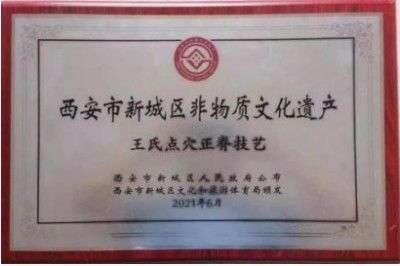 西安市新城区非物质文化遗产
王氏点穴正脊技艺
西安市新城区人民政府公布
西安市新城区文化和旅游体育局颁发
2021年6月